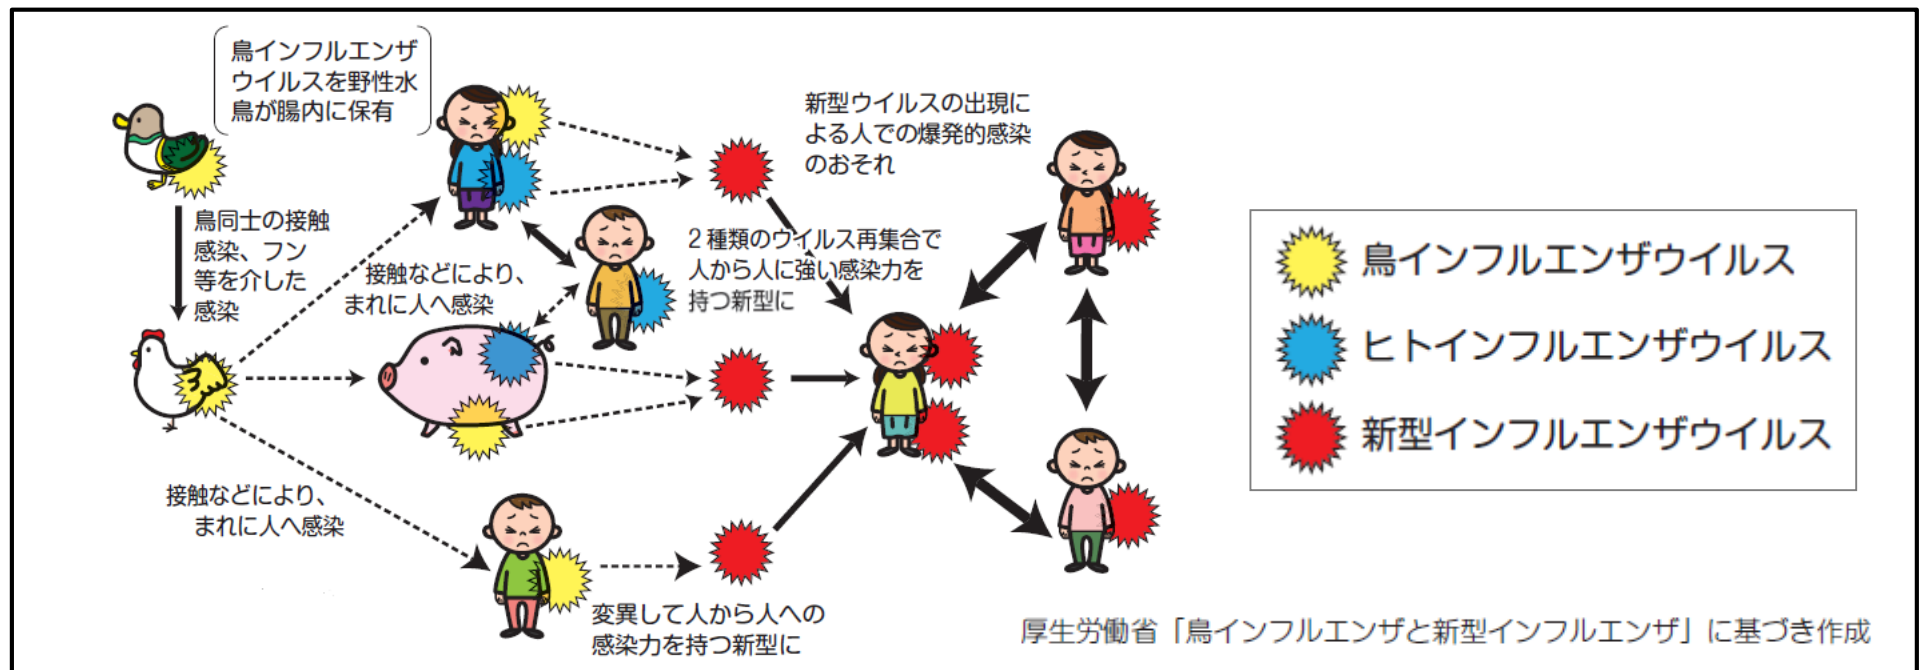 鳥インフルエンザ
ウイルスを野性水
鳥が腸内に保有
鳥同士の接触
感染、フン
等を介した
感染
接触などにより、
まれに人へ感染
接触などにより、
まれに人へ感染
新型ウイルスの出現に
よる人での爆発的感染
のおそれ
2種類のウイルス再集合で
人から人に強い感染力を
持つ新型に
変異して人から人への
感染力を持つ新型に
鳥インフルエンザウイルス
ヒトインフルエンザウイルス
新型インフルエンザウイルス
厚生労働省「鳥インフルエンザと新型インフルエンザ」に基づき作成